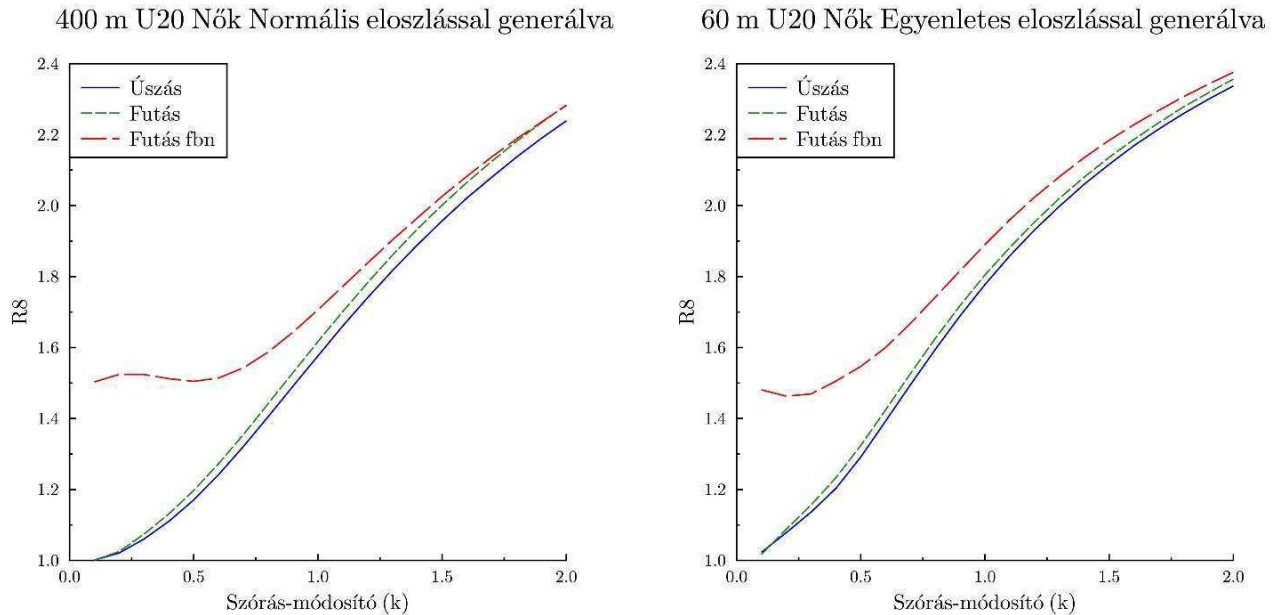 400 m U20 Nők Normális eloszlással generálva
2.4
2.2
2.0
1.8
1.6
1.4
1.2
1.0
R8
Úszás
Futás
Futás fbn
0.0
0.5
1.0
1.5
2.0
Szórás-módosító (k)
60 m U20 Nők Egyenletes eloszlással generálva
2.4
2.2
2.0
1.8
1.6
1.4
1.2
1.0
R8
Úszás
Futás
Futás fbn
0.0
0.5
1.0
1.5
2.0
Szórás-módosító (k)